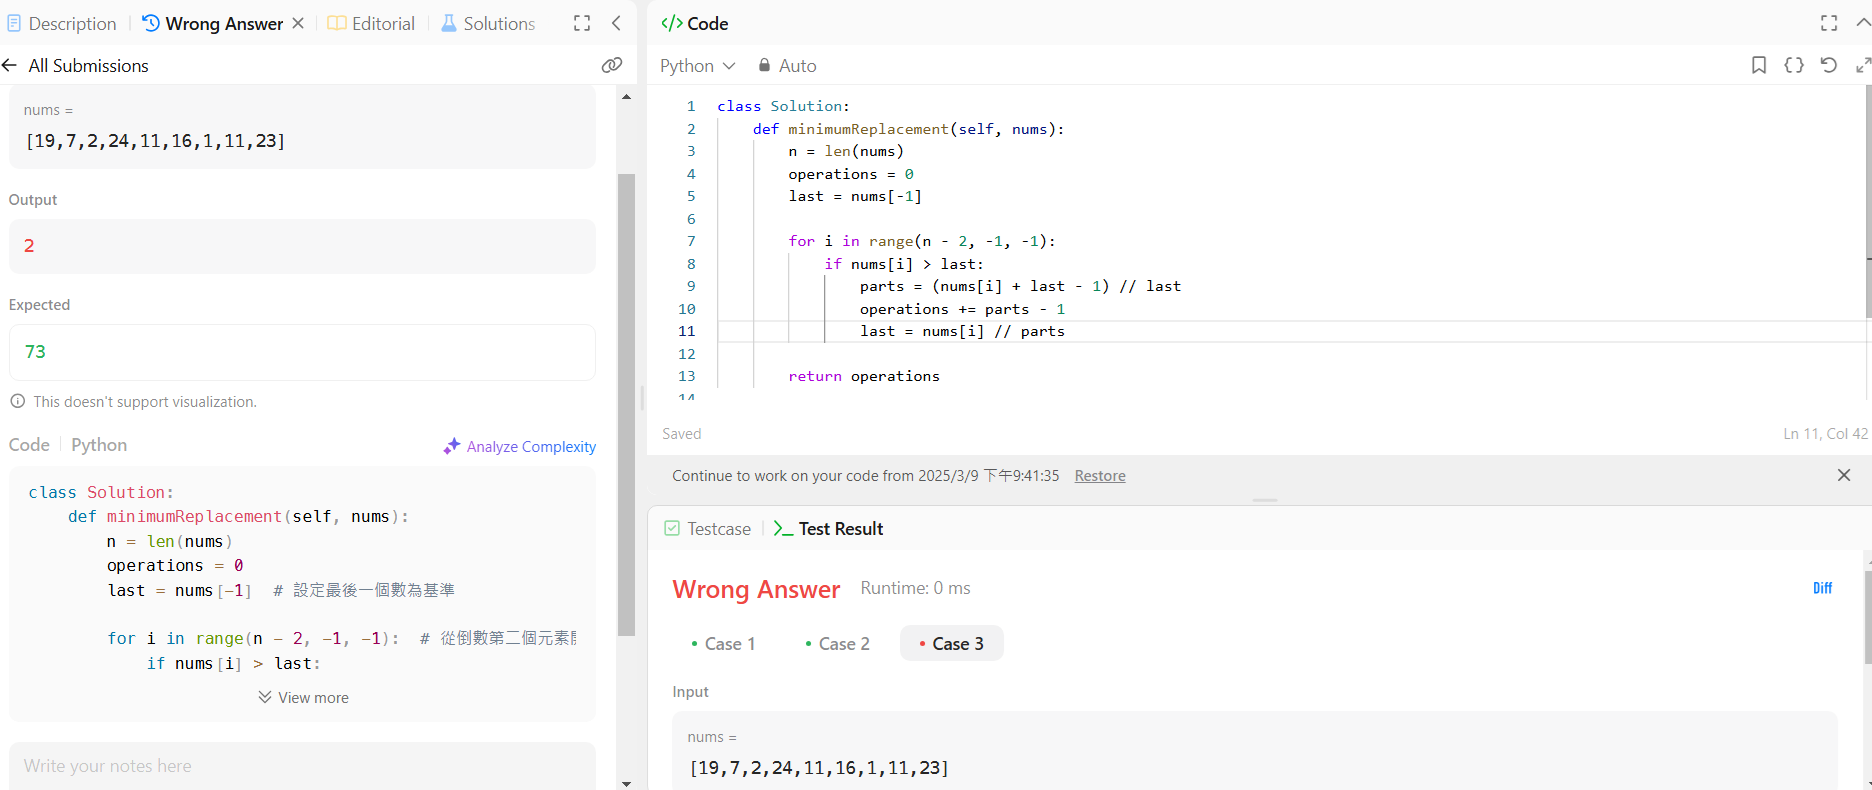 Description
Wrong Answer
Editorial
Solutions
All Submissions
nums =
[19,7,2,24,11,16,1,11,23]
Output
2
Expected
73
This doesn't support visualization.
Code
Python
Analyze Complexity
class Solution:
def minimumReplacement(self, nums):
n = len(nums)
operations = 0
last = nums[-1]  # 設定最後一個數為基準
for i in range(n - 2, -1, -1):  # 從倒數第二個元素
if nums[i] > last:
View more
Write your notes here
</> Code
Python
Auto
1 class Solution:
2 def minimumReplacement(self, nums):
3 n = len(nums)
4 operations = 0
5 last = nums[-1]
6
7 for i in range(n - 2, -1, -1):
8 if nums[i] > last:
9 parts = (nums[i] + last - 1) // last
10 operations += parts - 1
11 last = nums[i] // parts
12
13 return operations
14
Saved
Ln 11, Col 42
Continue to work on your code from 2025/3/9 下午9:41:35 Restore
Testcase
Test Result
Wrong Answer
Runtime: 0 ms
Diff
Case 1
Case 2
Case 3
Input
nums =
[19,7,2,24,11,16,1,11,23]